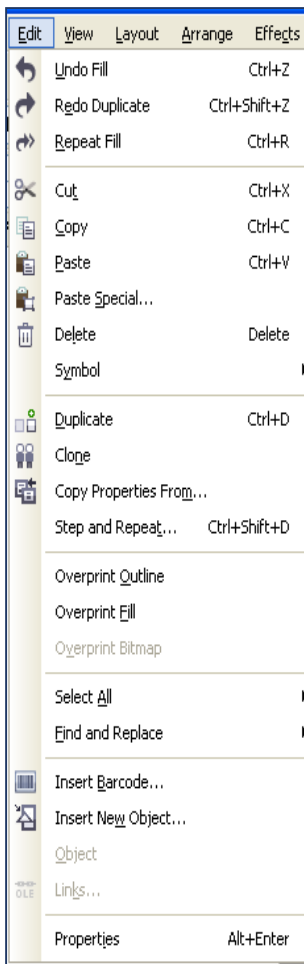 Edit View Layout Arrange Effects
Undo Fill Ctrl+Z
Redo Duplicate Ctrl+Shift+Z
Repeat Fill Ctrl+R
Cut Ctrl+X
Copy Ctrl+C
Paste Ctrl+V
Paste Special...
Delete Delete
Symbol
Duplicate Ctrl+D
Clone
Copy Properties From...
Step and Repeat... Ctrl+Shift+D
Overprint Outline
Overprint Fill
Overprint Bitmap
Select All
Find and Replace
Insert Barcode...
Insert New Object...
Object
OLE Links...
Properties Alt+Enter